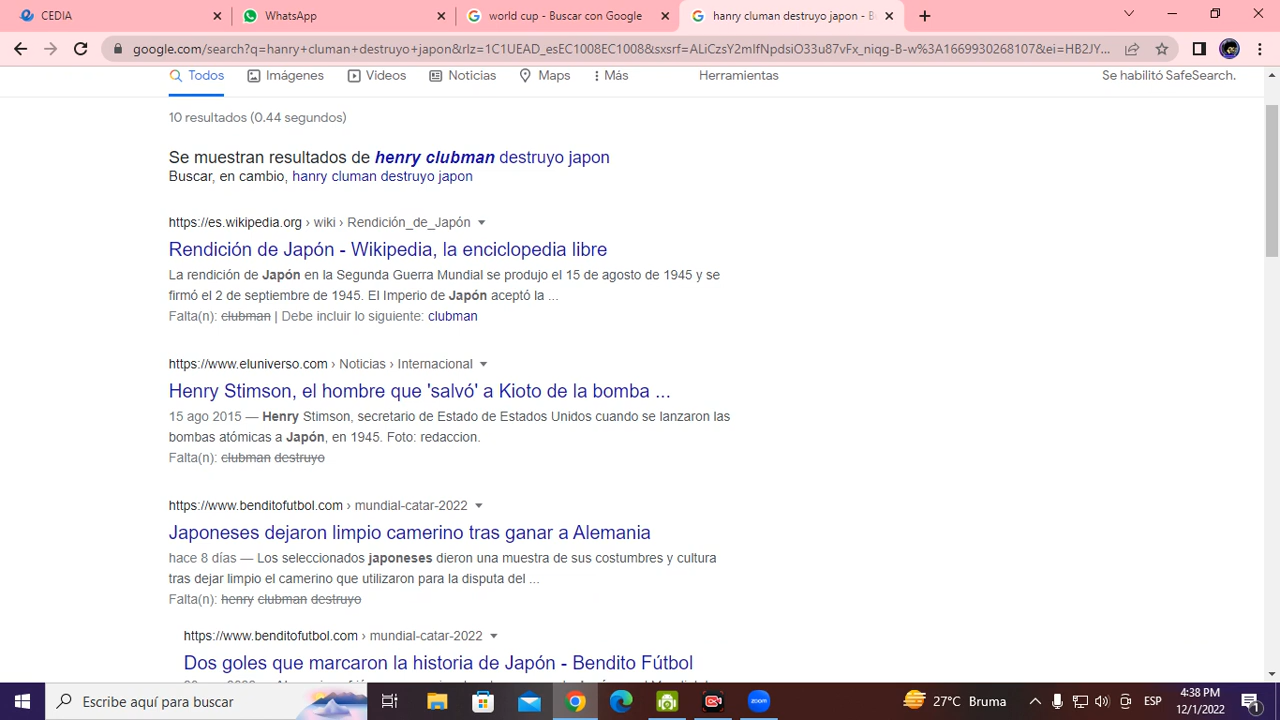 CEDIA
WhatsApp
world cup - Buscar con Google
hanry cluman destruyo japon - B
google.com/search?q=hanry+cluman+destruyo+japon&rlz=1C1UEAD_esEC1008EC1008&sxsrf=ALiCzsY2mIfNpdsiO33u87vFx_niqg-B-w%3A1669930268107&ei=HB2JY...
Todos
Imágenes
Videos
Noticias
Maps
Más
Herramientas
Se habilitó SafeSearch.
10 resultados (0.44 segundos)
Se muestran resultados de henry clubman destruyo japon
Buscar, en cambio, hanry cluman destruyo japon
https://es.wikipedia.org › wiki › Rendición_de_Japón
Rendición de Japón - Wikipedia, la enciclopedia libre
La rendición de Japón en la Segunda Guerra Mundial se produjo el 15 de agosto de 1945 y se
firmó el 2 de septiembre de 1945. El Imperio de Japón aceptó la ...
Falta(n): clubman | Debe incluir lo siguiente: clubman
https://www.eluniverso.com › Noticias › Internacional
Henry Stimson, el hombre que 'salvó' a Kioto de la bomba ...
15 ago 2015 — Henry Stimson, secretario de Estado de Estados Unidos cuando se lanzaron las
bombas atómicas a Japón, en 1945. Foto: redaccion.
Falta(n): clubman destruyo
https://www.benditofutbol.com › mundial-catar-2022
Japoneses dejaron limpio camerino tras ganar a Alemania
hace 8 días — Los seleccionados japoneses dieron una muestra de sus costumbres y cultura
tras dejar limpio el camerino que utilizaron para la disputa del ...
Falta(n): henry clubman destruyo
https://www.benditofutbol.com › mundial-catar-2022
Dos goles que marcaron la historia de Japón - Bendito Fútbol
Escribe aquí para buscar
zoom
27°C Bruma
ESP
4:38 PM
12/1/2022
1